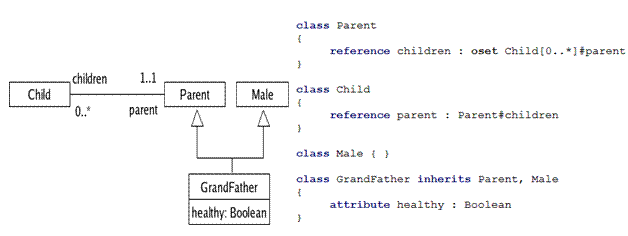 children
1..1
Child
Parent
Male
0..*
parent
GrandFather
healthy: Boolean
class Parent
{
reference children : oset Child[0..*]#parent
}
class Child
{
reference parent : Parent#children
}
class Male { }
class GrandFather inherits Parent, Male
{
attribute healthy : Boolean
}